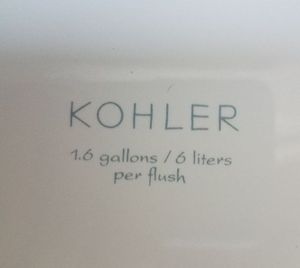 KOHLER
1.6 gallons / 6 liters
per flush